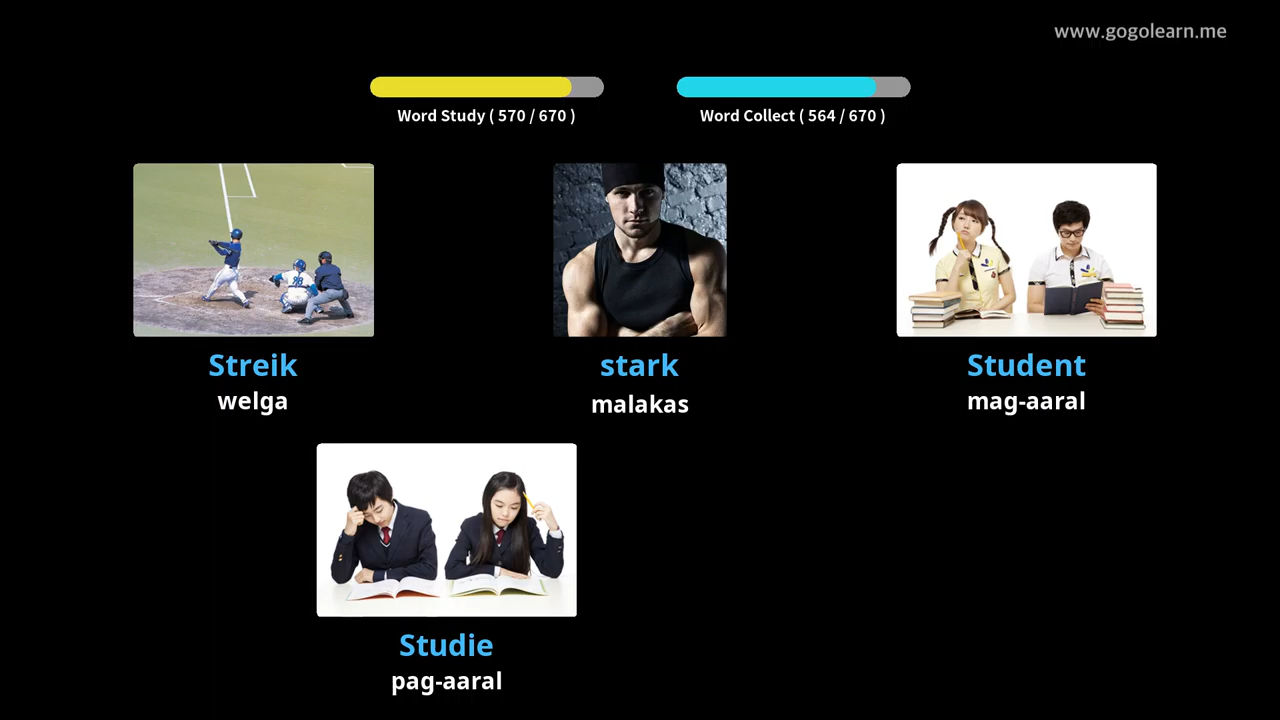 www.gogolearn.me
Word Study ( 570 / 670 )
Word Collect ( 564 / 670 )
Streik
welga
stark
malakas
Student
mag-aaral
Studie
pag-aaral